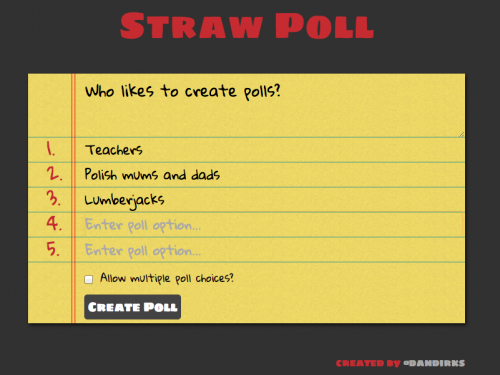 Straw Poll
Who likes to create polls?
1. Teachers
2. Polish mums and dads
3. Lumberjacks
4. Enter poll option...
5. Enter poll option...
Allow multiple poll choices?
Create Poll
Created by @dandirks